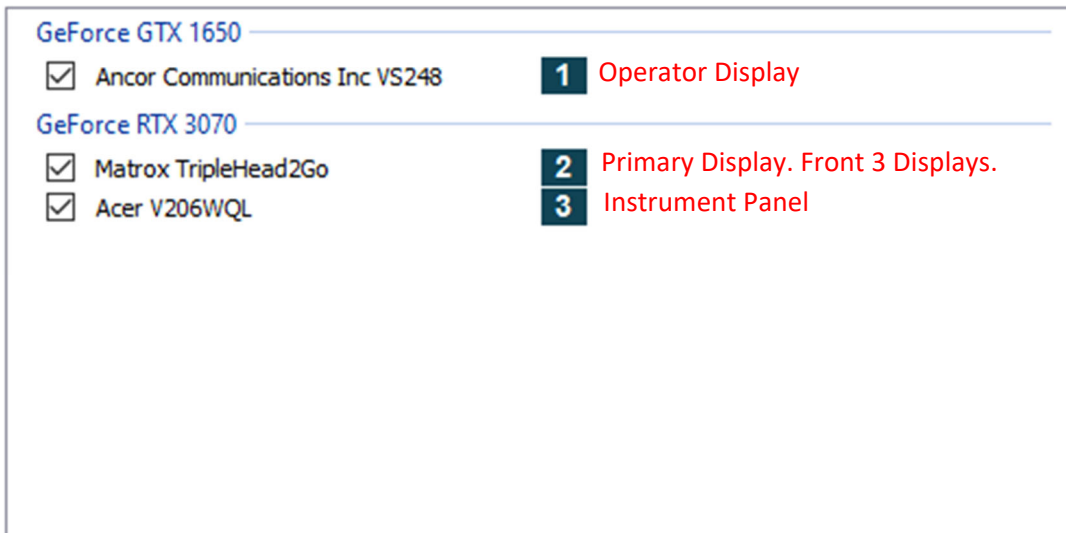 GeForce GTX 1650
Ancor Communications Inc VS248 1 Operator Display
GeForce RTX 3070
Matrox TripleHead2Go 2 Primary Display. Front 3 Displays.
Acer V206WQL 3 Instrument Panel